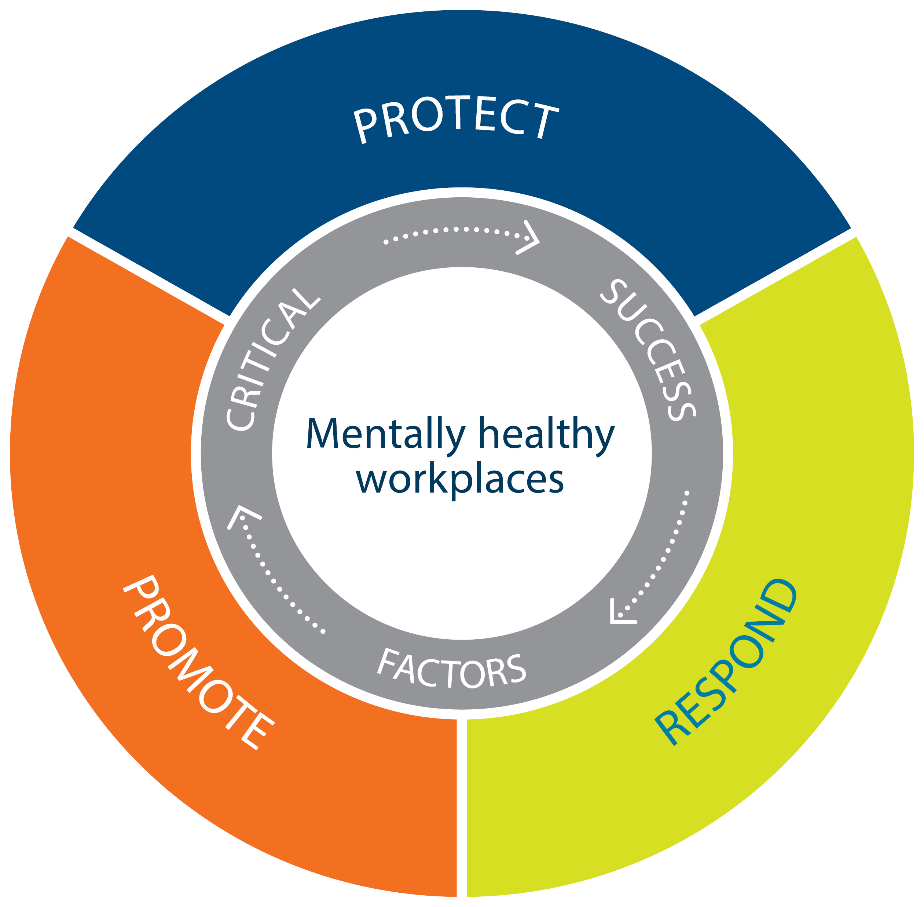 PROTECT
CRITICAL
SUCCESS
FACTORS
Mentally healthy
workplaces
PROMOTE
RESPOND